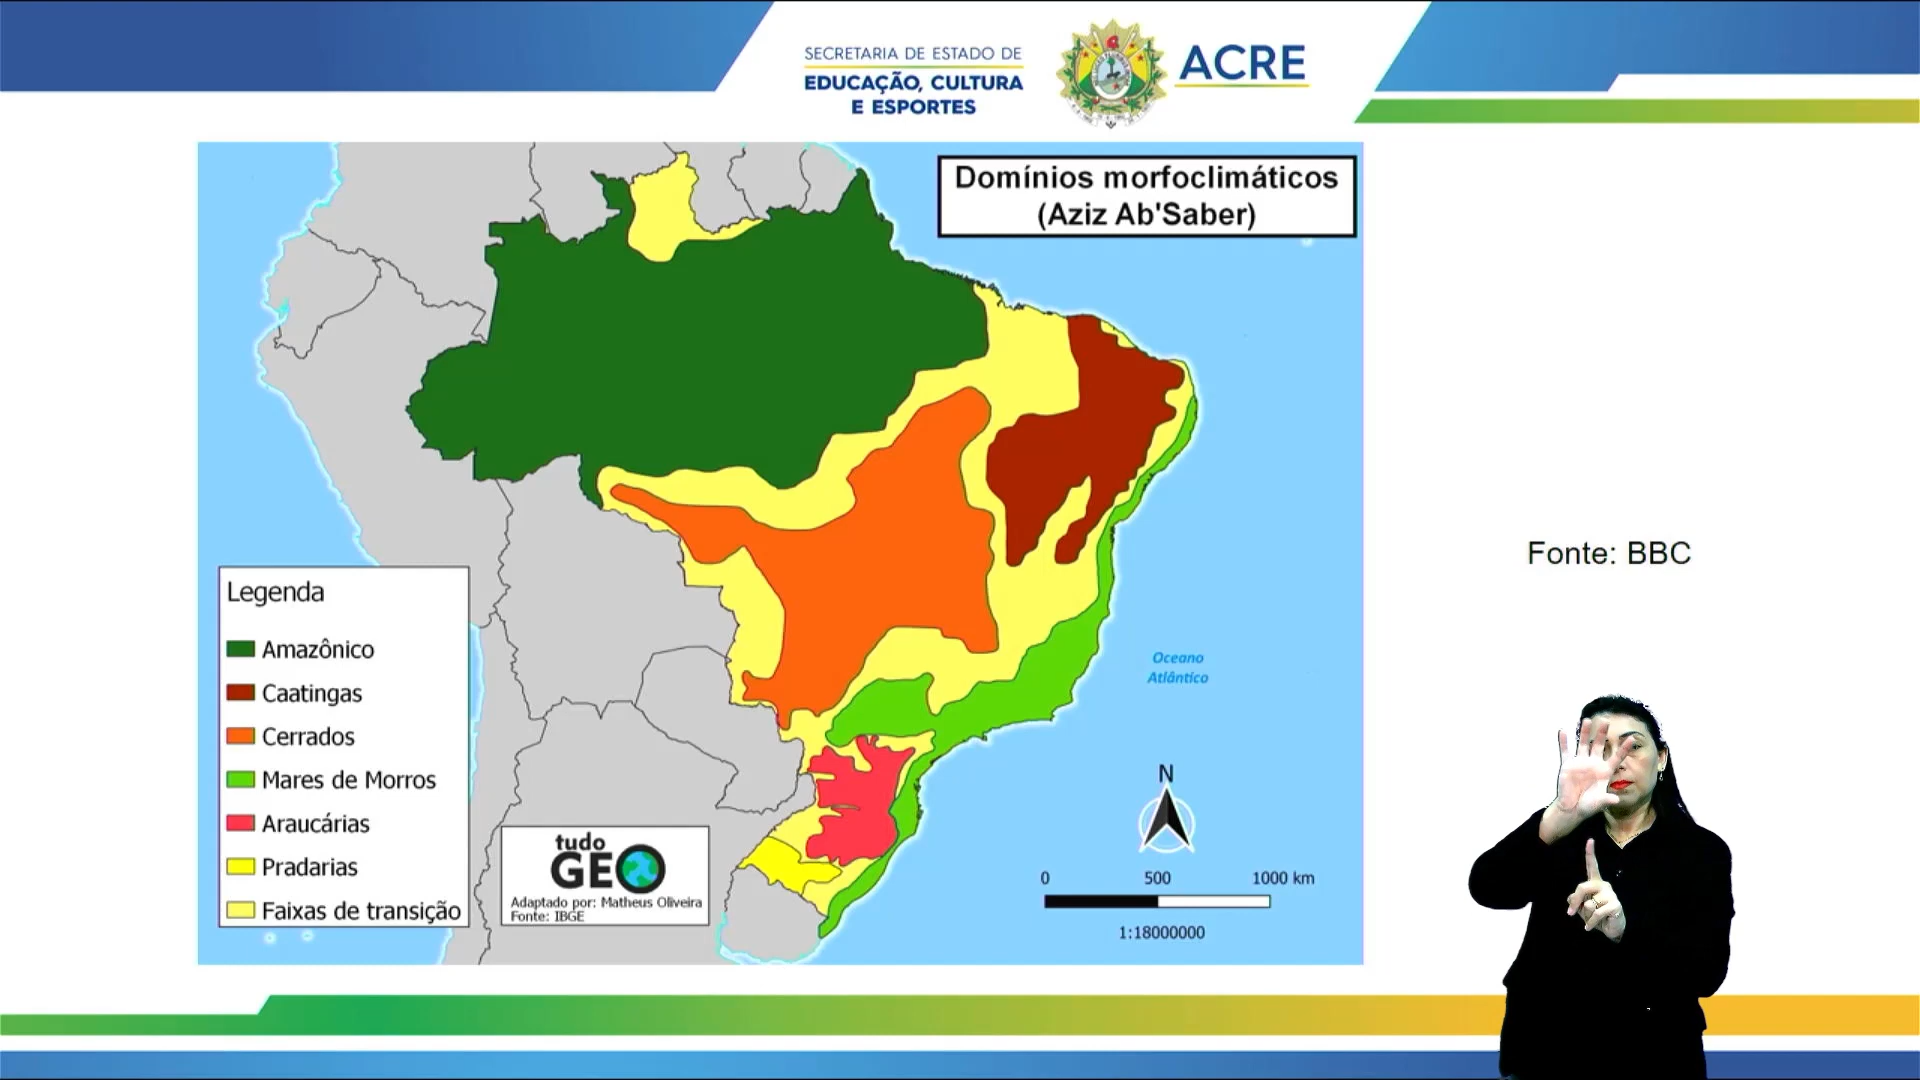 SECRETARIA DE ESTADO DE
EDUCAÇÃO, CULTURA
E ESPORTES
ACRE
Domínios morfoclimáticos
(Aziz Ab'Saber)
Fonte: BBC
Legenda
Amazônico
Caatingas
Cerrados
Mares de Morros
Araucárias
Pradarias
Faixas de transição
Oceano
Atlântico
tudo
GEO
Adaptado por: Matheus Oliveira
Fonte: IBGE
N
0 500 1000 km
1:18000000